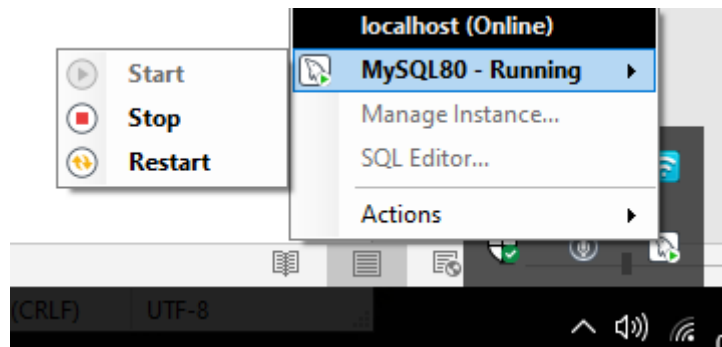 localhost (Online)
MySQL80 - Running
Start
Stop
Restart
Manage Instance...
SQL Editor...
Actions
(CRLF)
UTF-8